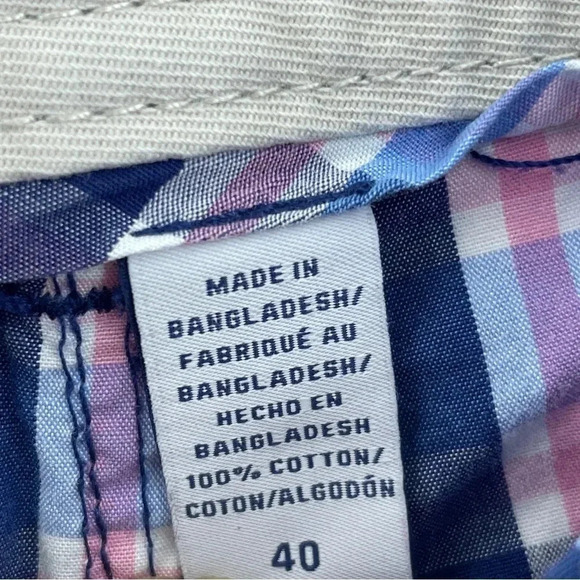 MADE IN
BANGLADESH/
FABRIQUÉ AU
BANGLADESH/
HECHO EN
BANGLADESH
100% COTTON/
COTON/ALGODÓN
40